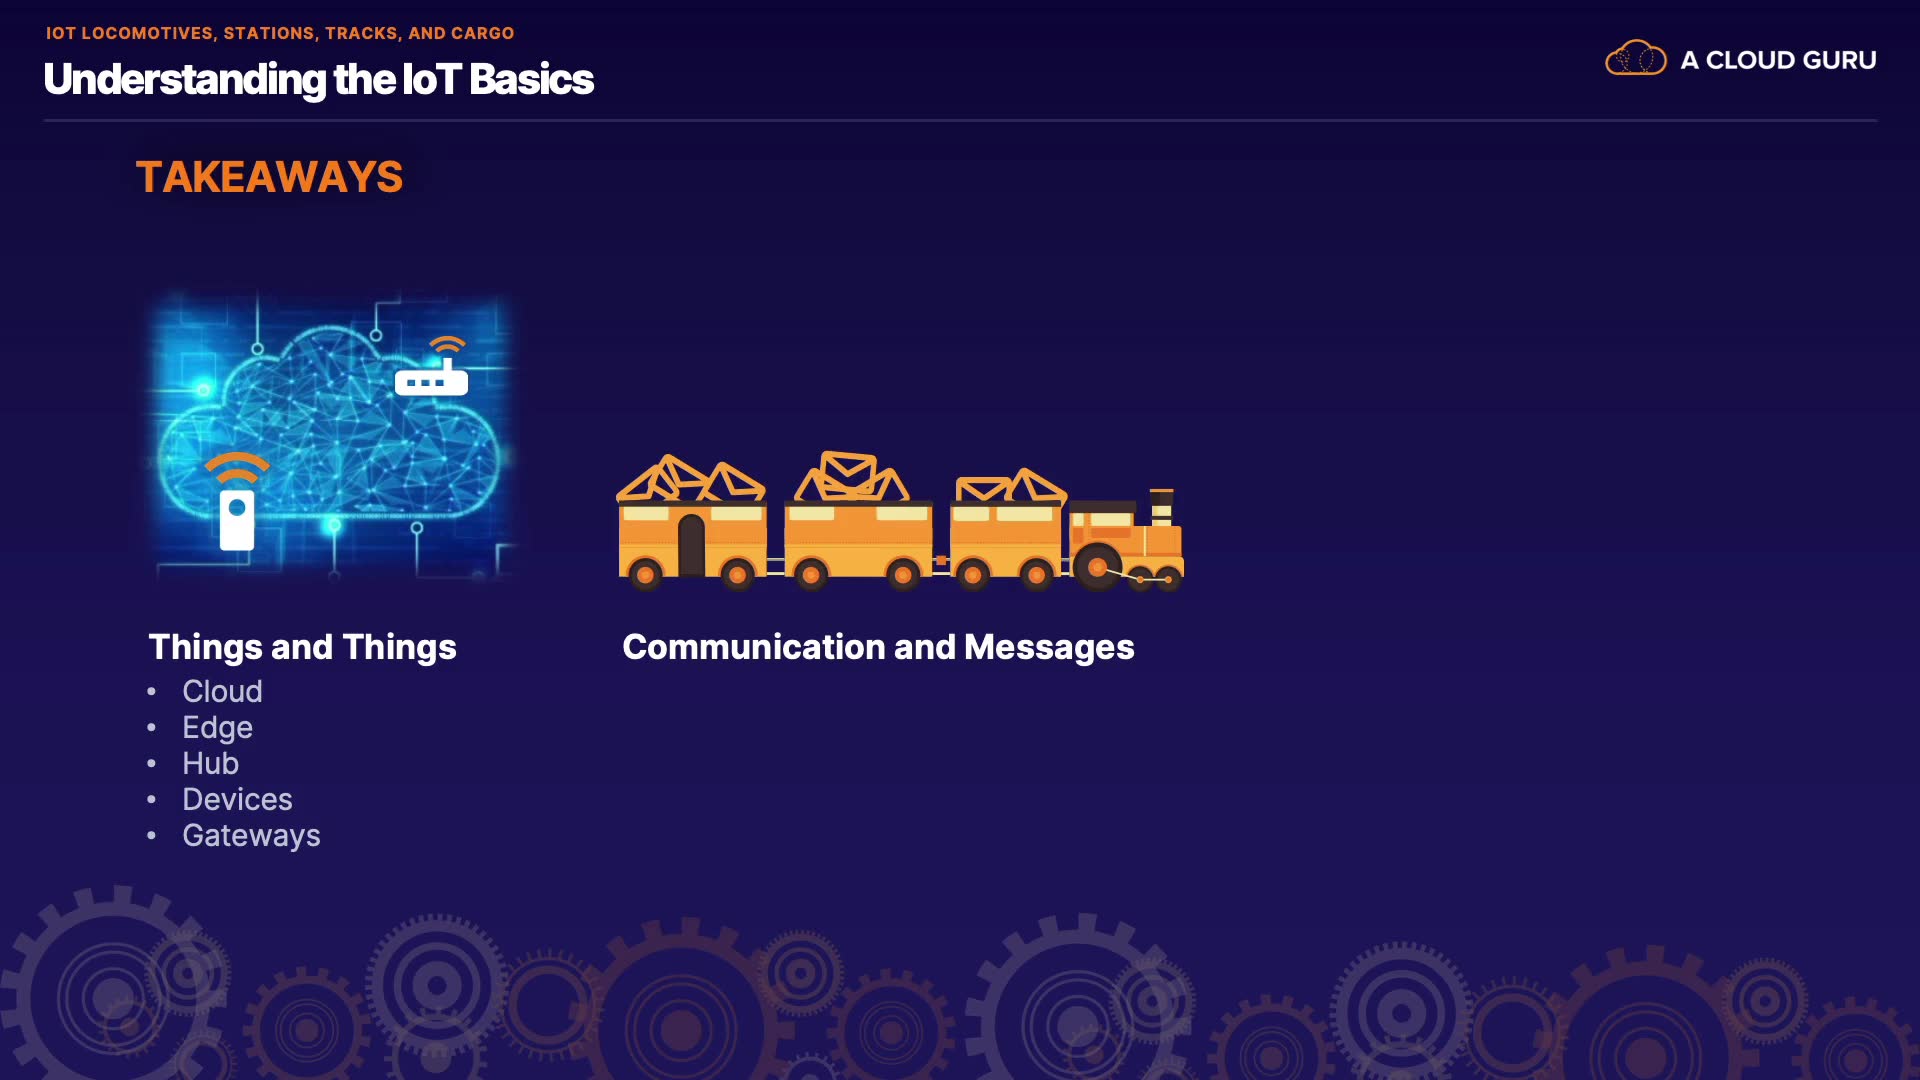 IOT LOCOMOTIVES, STATIONS, TRACKS, AND CARGO
Understanding the IoT Basics
A CLOUD GURU
TAKEAWAYS
Things and Things
• Cloud
• Edge
• Hub
• Devices
• Gateways
Communication and Messages